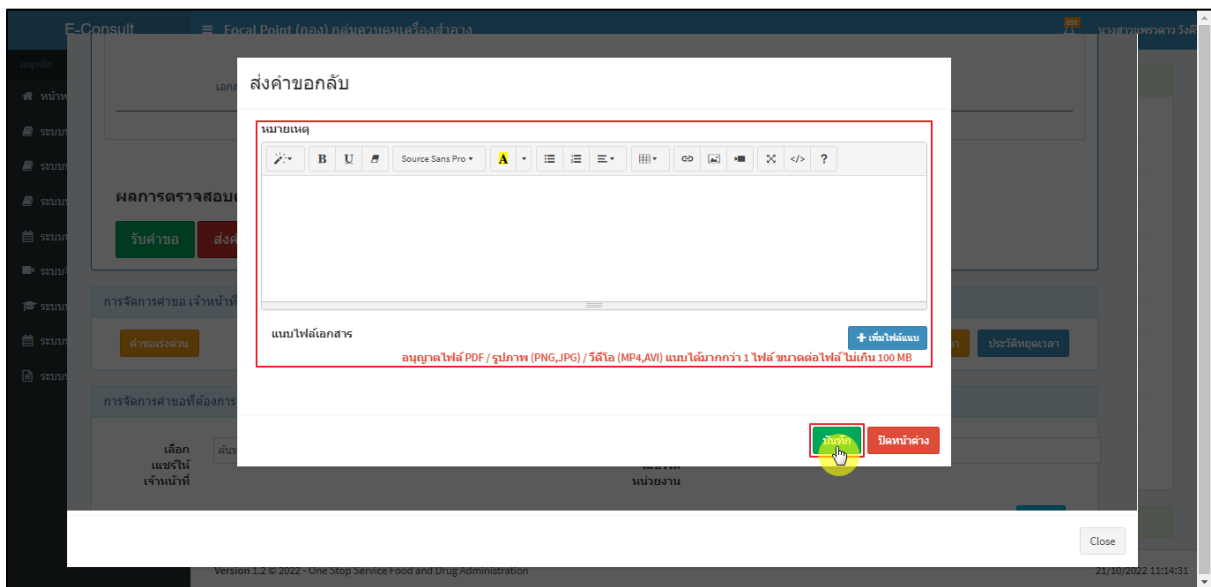 E-Consult
Focal Point (กอง) กลุ่มควบคุมเครื่องสำอาง
เมนูหลัก
ส่งคำขอกลับ
หมายเหตุ
B U Source Sans Pro A </> ?
ผลการตรวจสอบ
รับคำขอ
การจัดการคำขอ เจ้าหน้าที่
แนบไฟล์เอกสาร
เพิ่มไฟล์แนบ
คำขอเร่งด่วน
ประวัติหยุดเวลา
อนุญาตไฟล์ PDF / รูปภาพ (PNG,JPG) / วีดีโอ (MP4,AVI) แนบได้มากกว่า 1 ไฟล์ ขนาดต่อไฟล์ ไม่เกิน 100 MB
การจัดการคำขอที่ต้องการ
บันทึก ปิดหน้าต่าง
เลือก
แชร์ให้
เจ้าหน้าที่
หน่วยงาน
Close
Version 1.2 © 2022 - One Stop Service Food and Drug Administration
21/10/2022 11:14:31